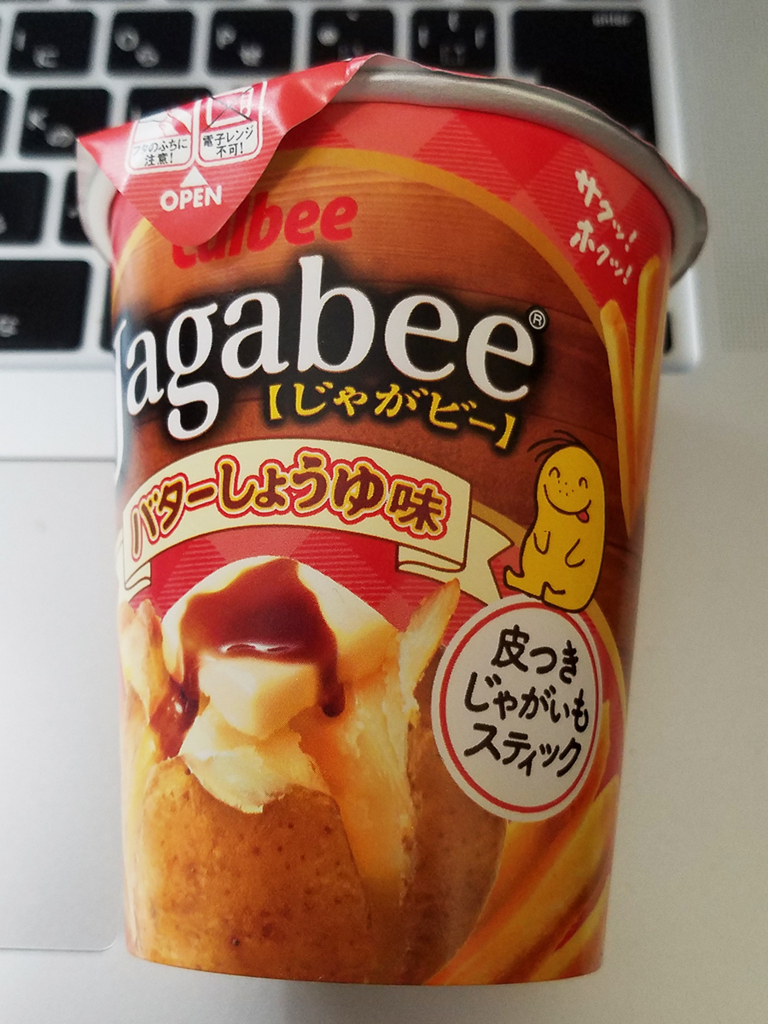 フタのふちに
注意!
電子レンジ
不可!
OPEN
サクッ!
ホクッ!
Calbee
Jagabee®
【じゃがビー】
バターしょうゆ味
皮つき
じゃがいも
スティック